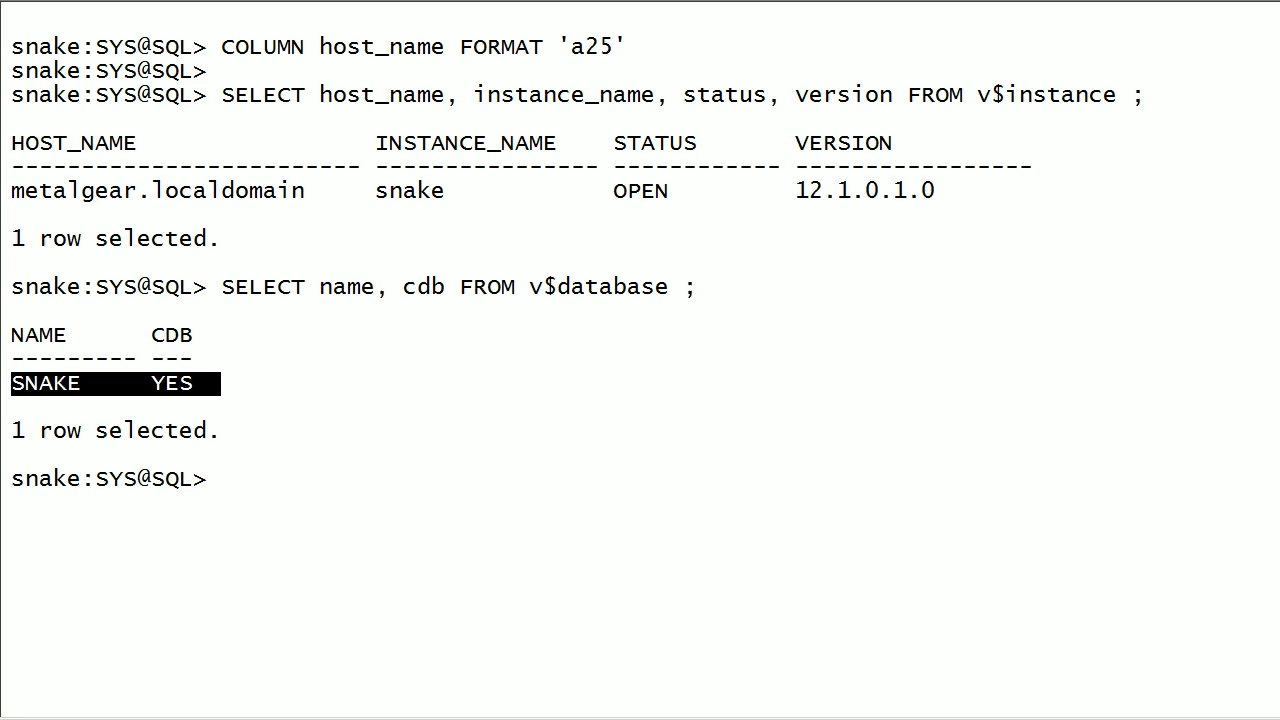 snake:SYS@SQL> COLUMN host_name FORMAT 'a25'
snake:SYS@SQL>
snake:SYS@SQL> SELECT host_name, instance_name, status, version FROM v$instance ;
HOST_NAME                 INSTANCE_NAME    STATUS       VERSION
------------------------- ---------------- ------------ -----------------
metalgear.localdomain     snake            OPEN         12.1.0.1.0
1 row selected.
snake:SYS@SQL> SELECT name, cdb FROM v$database ;
NAME      CDB
--------- ---
SNAKE     YES
1 row selected.
snake:SYS@SQL>